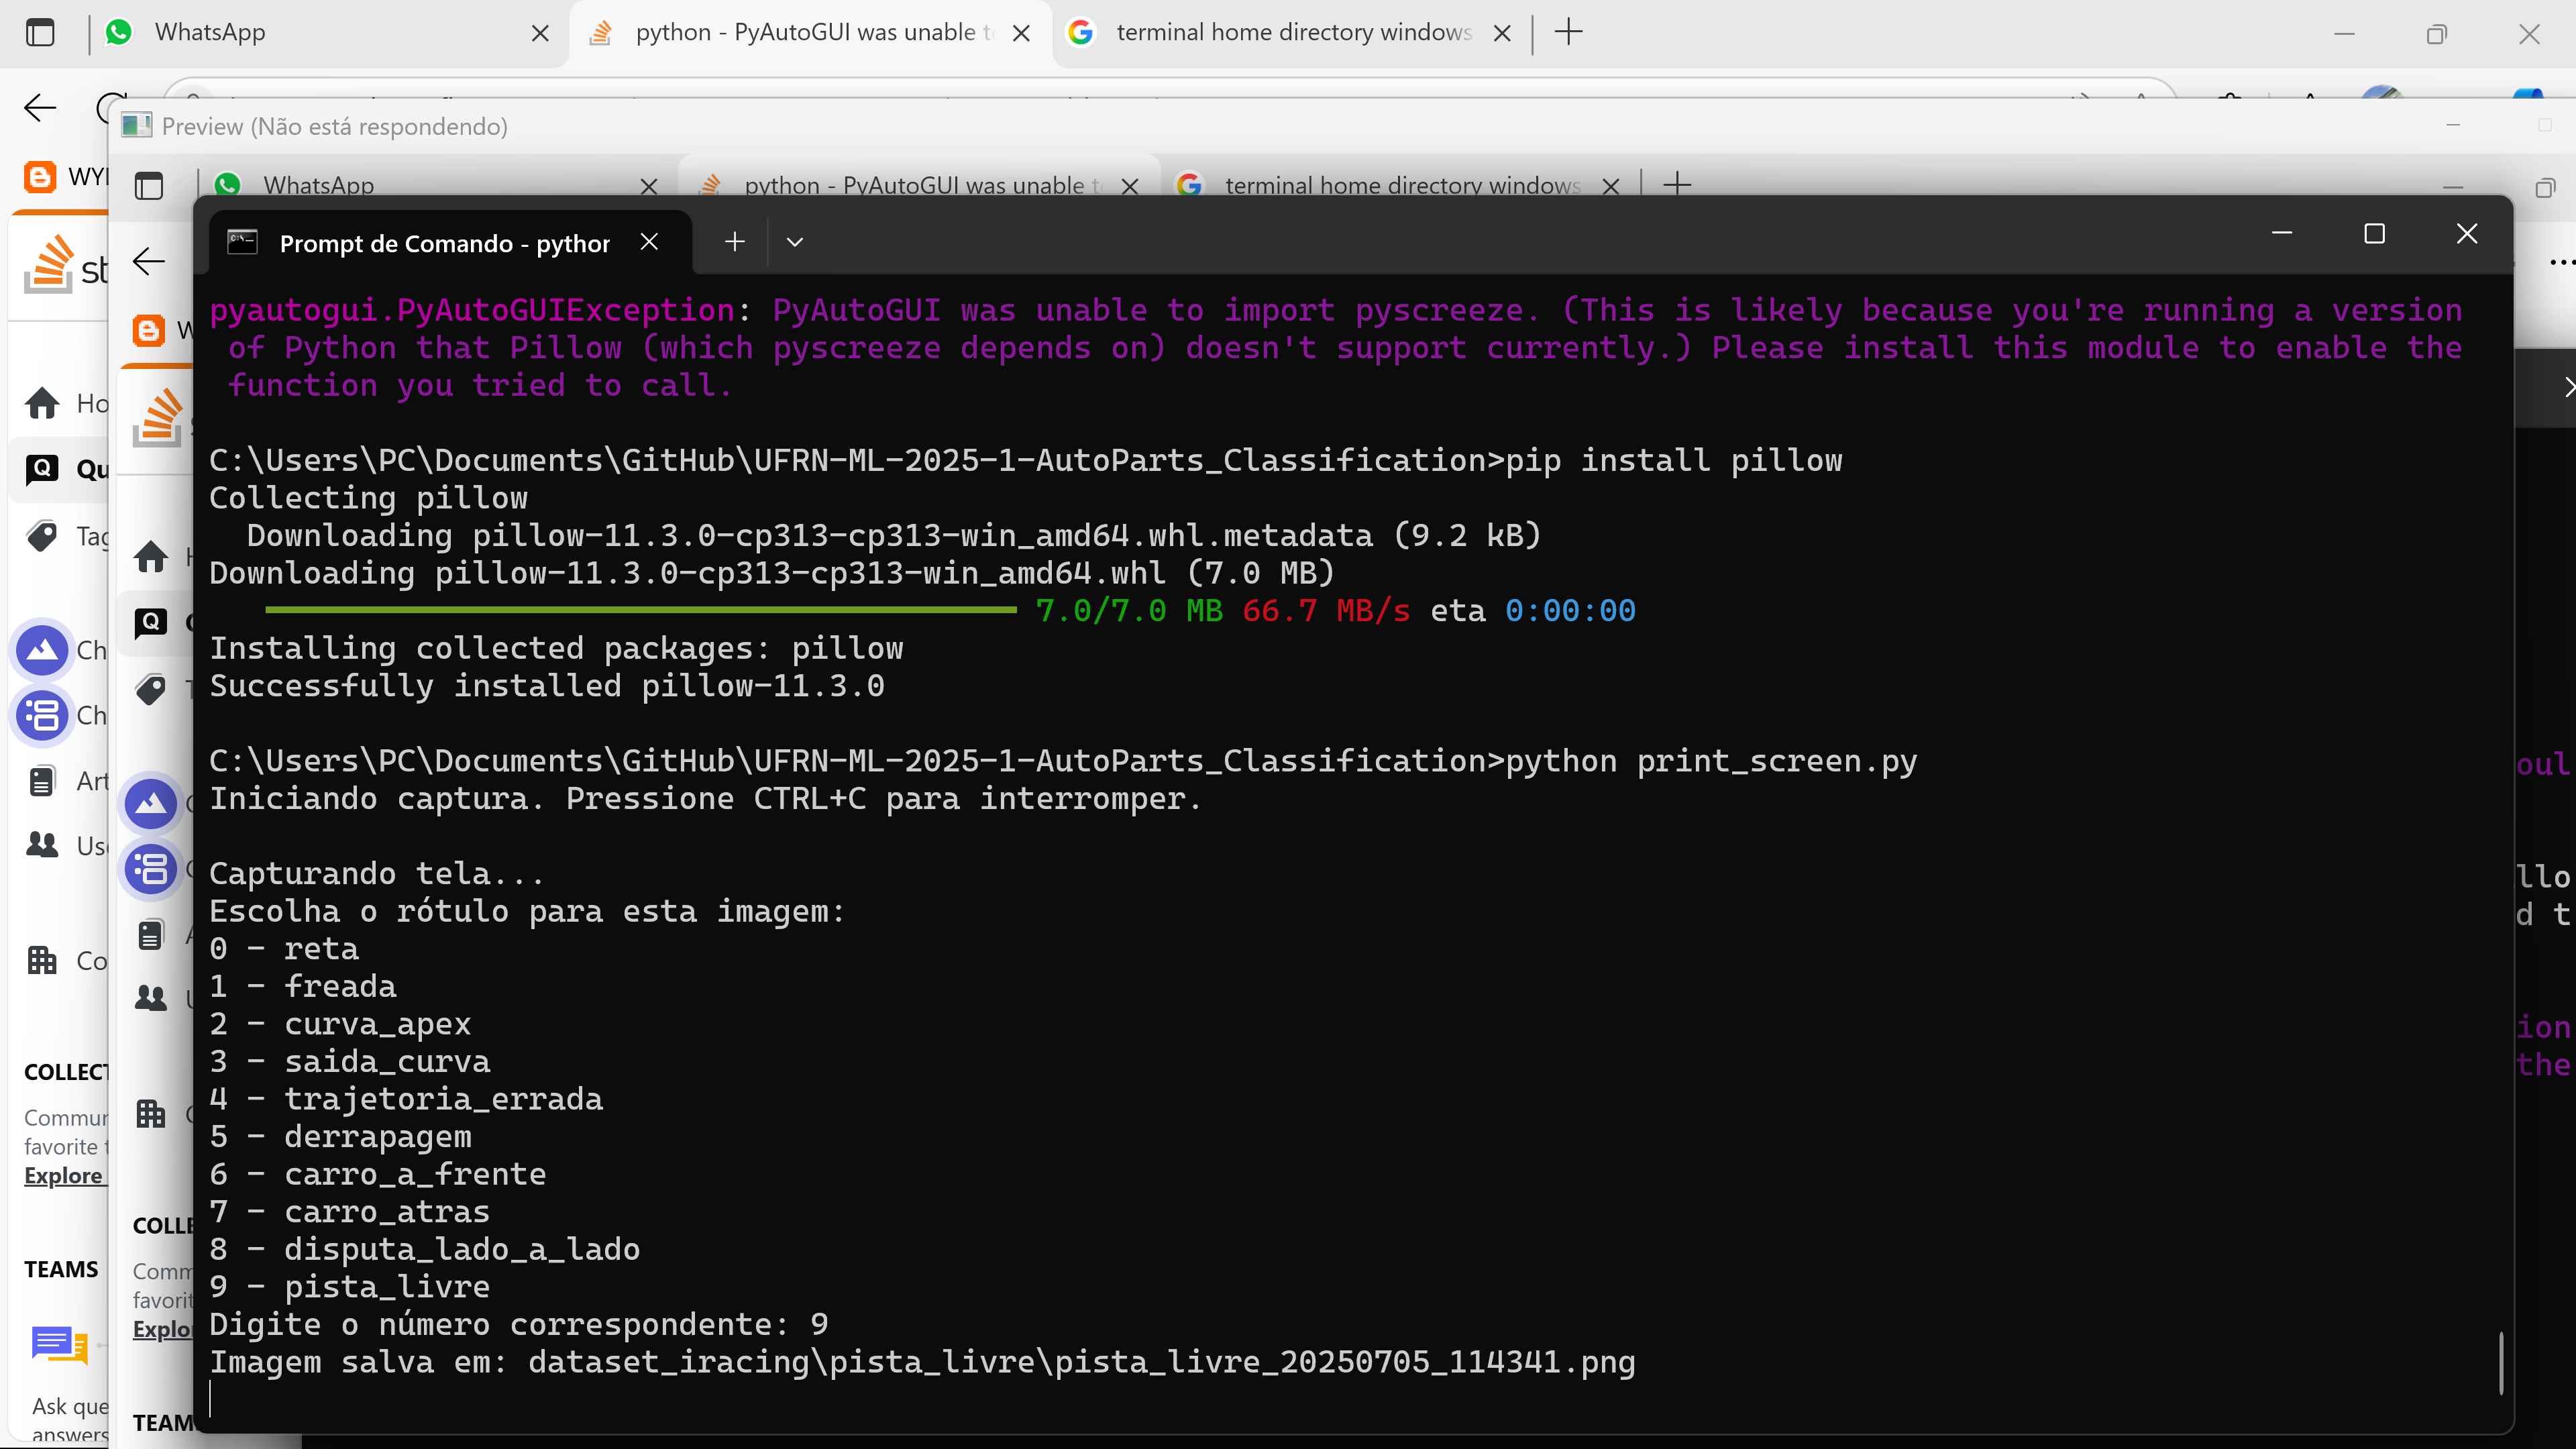 WhatsApp
python - PyAutoGUI was unable t
terminal home directory windows
Preview (Não está respondendo)
WhatsApp
python - PyAutoGUI was unable t
terminal home directory windows
Prompt de Comando - python
pyautogui.PyAutoGUIException: PyAutoGUI was unable to import pyscreeze. (This is likely because you're running a version
of Python that Pillow (which pyscreeze depends on) doesn't support currently.) Please install this module to enable the
function you tried to call.
C:\Users\PC\Documents\GitHub\UFRN-ML-2025-1-AutoParts_Classification>pip install pillow
Collecting pillow
Downloading pillow-11.3.0-cp313-cp313-win_amd64.whl.metadata (9.2 kB)
Downloading pillow-11.3.0-cp313-cp313-win_amd64.whl (7.0 MB)
7.0/7.0 MB 66.7 MB/s eta 0:00:00
Installing collected packages: pillow
Successfully installed pillow-11.3.0
C:\Users\PC\Documents\GitHub\UFRN-ML-2025-1-AutoParts_Classification>python print_screen.py
Iniciando captura. Pressione CTRL+C para interromper.
Capturando tela...
Escolha o rótulo para esta imagem:
0 - reta
1 - freada
2 - curva_apex
3 - saida_curva
4 - trajetoria_errada
5 - derrapagem
6 - carro_a_frente
7 - carro_atras
8 - disputa_lado_a_lado
9 - pista_livre
Digite o número correspondente: 9
Imagem salva em: dataset_iracing\pista_livre\pista_livre_20250705_114341.png
WY
st
Ho
Qu
Tag
Ch
Ch
Art
Use
Co
COLLECT
Commun
favorite t
Explore
TEAMS
Ask que
answers
COLLE
Comm
favorit
Explo
TEAM
oul
llo
d t
ion
the